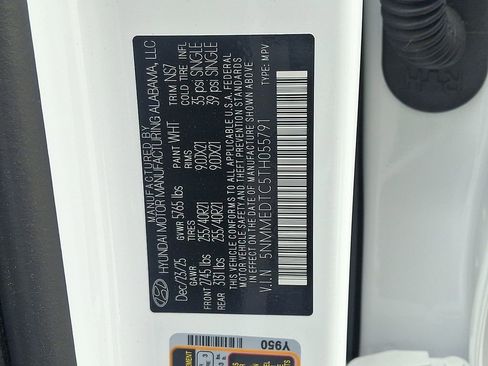 MANUFACTURED BY
HYUNDAI MOTOR MANUFACTURING ALABAMA, LLC
Dec/23/25 GVWR 5765 lbs PAINT WHT TRIM NS7
GAWR TIRES RIMS COLD TIRE INFL
FRONT 2745 lbs 255/40R21 9.0JX21 35 psi SINGLE
REAR 3131 lbs 255/40R21 9.0JX21 39 psi SINGLE
THIS VEHICLE CONFORMS TO ALL APPLICABLE U.S.A. FEDERAL
MOTOR VEHICLE SAFETY AND THEFT PREVENTION STANDARDS
IN EFFECT ON THE DATE OF MANUFACTURE SHOWN ABOVE.
V.I.N 5NMMEDTC5TH055791 TYPE: MPV
Y950